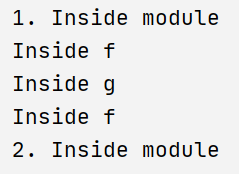 1. Inside module
Inside f
Inside g
Inside f
2. Inside module